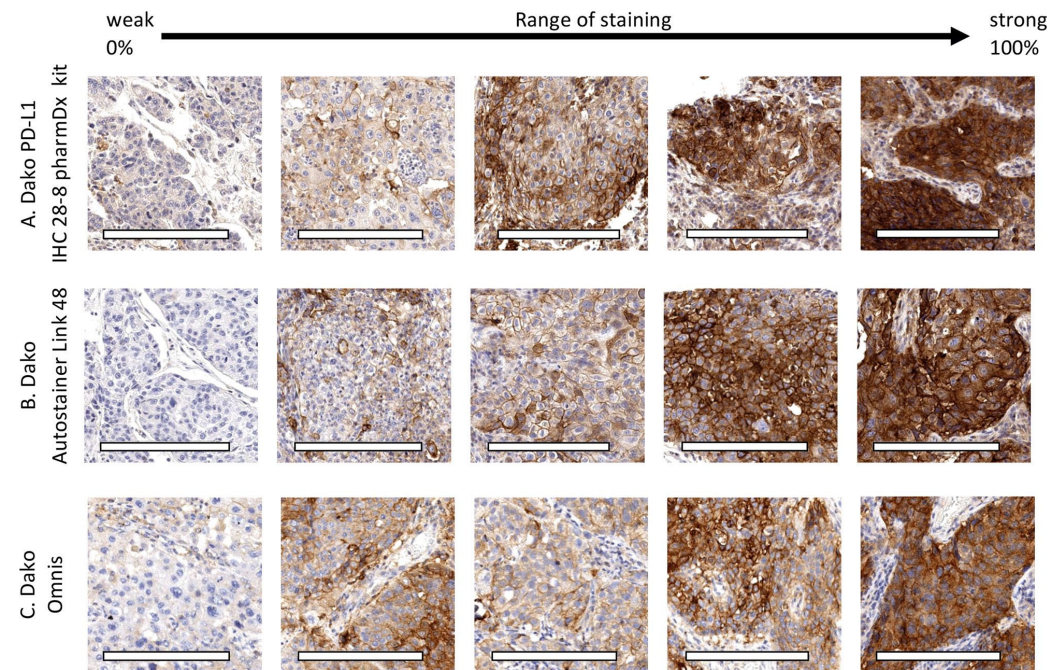 weak
Range of staining
strong
0%
100%
A. Dako PD-L1
IHC 28-8 pharmDx kit
B. Dako
Autostainer Link 48
C. Dako
Omnis